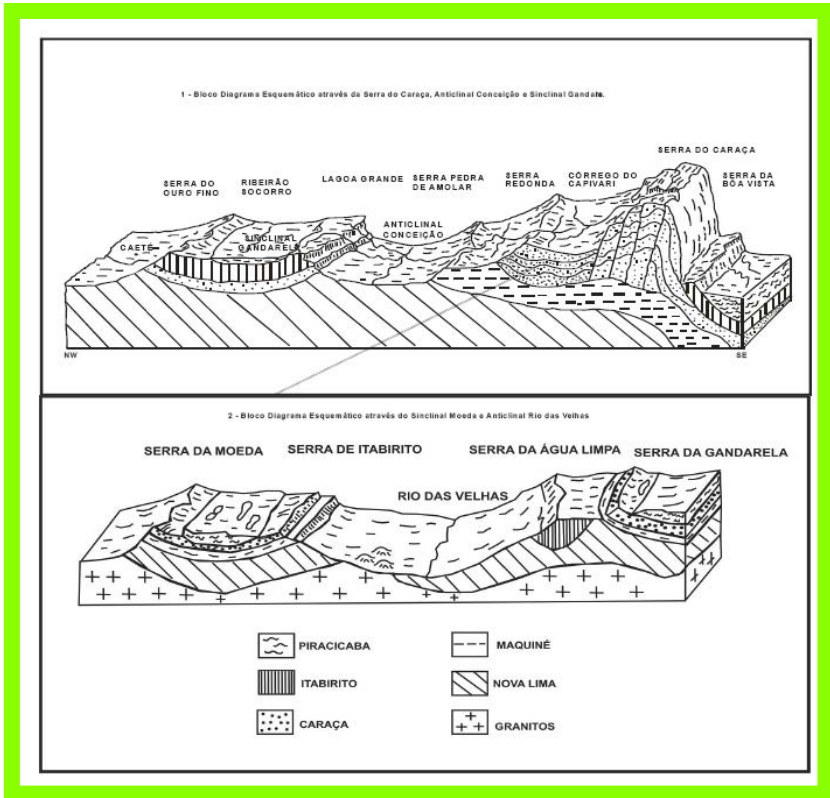 1 - Bloco Diagrama Esquemático através da Serra do Caraça, Anticlinal Conceição e Sinclinal Gandarela.
SERRA DO CARAÇA
SERRA DO
OURO FINO
RIBEIRÃO
SOCORRO
LAGOA GRANDE
SERRA PEDRA
DE AMOLAR
SERRA
REDONDA
CÓRREGO DO
CAPIVARI
SERRA DA
BÔA VISTA
ANTICLINAL
CONCEIÇÃO
CAETÉ
SINCLINAL
GANDARELA
NW
SE
2 - Bloco Diagrama Esquemático através do Sinclinal Moeda e Anticlinal Rio das Velhas
SERRA DA MOEDA
SERRA DE ITABIRITO
SERRA DA ÁGUA LIMPA
SERRA DA GANDARELA
RIO DAS VELHAS
PIRACICABA
MAQUINÉ
ITABIRITO
NOVA LIMA
CARAÇA
GRANITOS